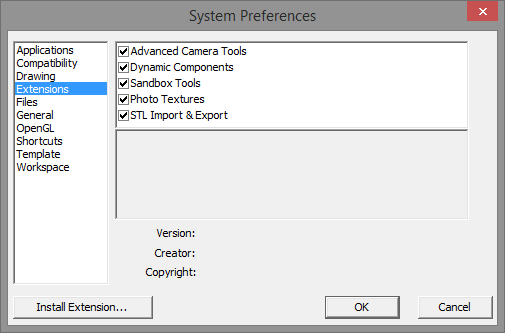 System Preferences
Applications
Compatibility
Drawing
Extensions
Files
General
OpenGL
Shortcuts
Template
Workspace
Advanced Camera Tools
Dynamic Components
Sandbox Tools
Photo Textures
STL Import & Export
Version:
Creator:
Copyright:
Install Extension...
OK
Cancel